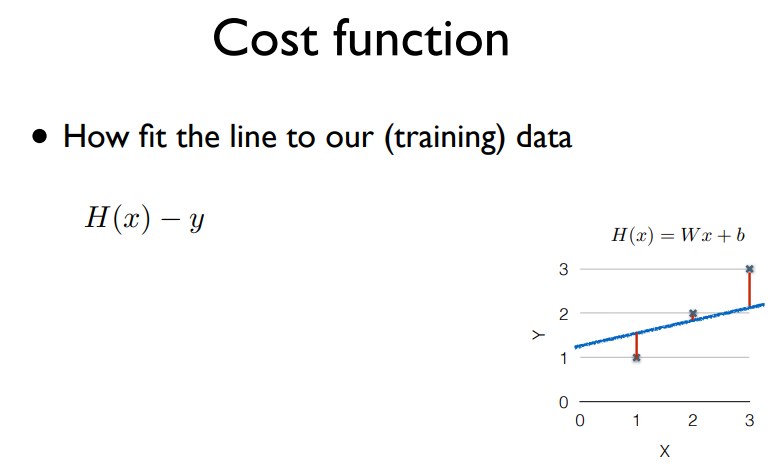 Cost function
• How fit the line to our (training) data
H(x) − y
H(x) = Wx + b
3
2
Y
1
0
0 1 2 3
X